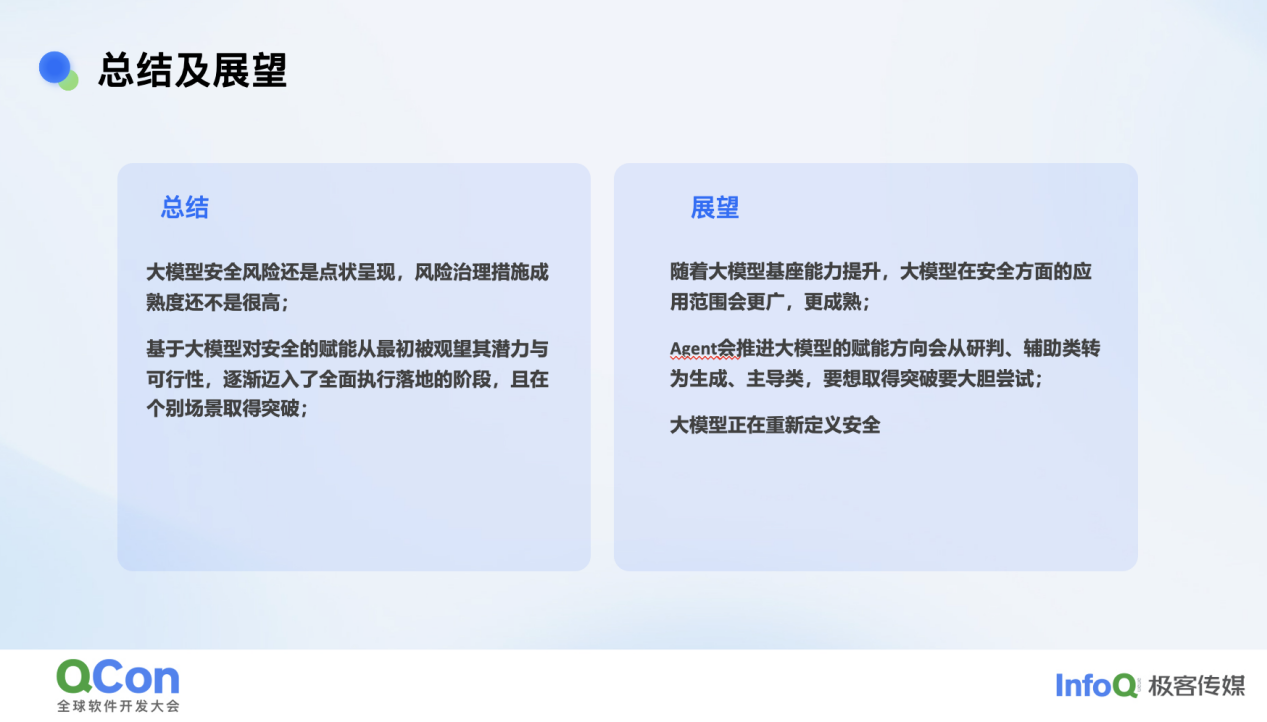 总结及展望
总结
大模型安全风险还是点状呈现，风险治理措施成
熟度还不是很高；
基于大模型对安全的赋能从最初被观望其潜力与
可行性，逐渐迈入了全面执行落地的阶段，且在
个别场景取得突破；
展望
随着大模型基座能力提升，大模型在安全方面的应
用范围会更广，更成熟；
Agent会推进大模型的赋能方向会从研判、辅助类转
为生成、主导类，要想取得突破要大胆尝试；
大模型正在重新定义安全
QCon
全球软件开发大会
InfoQ 极客传媒